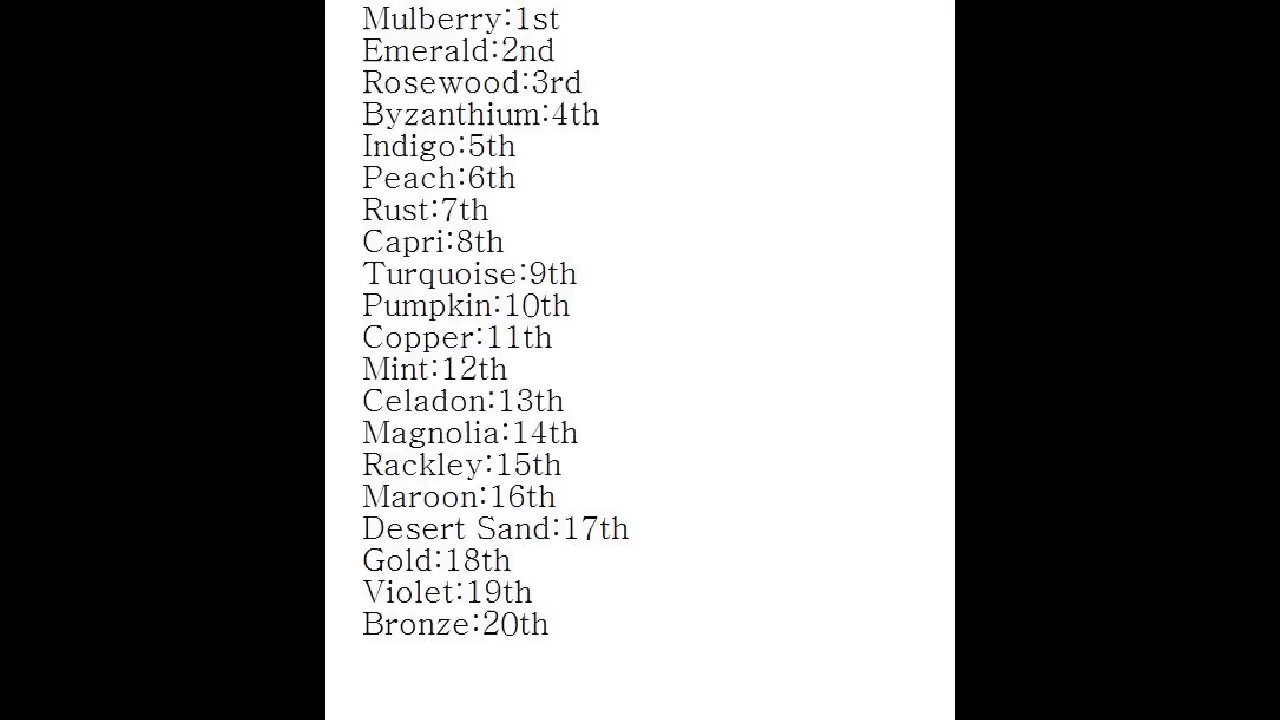 Mulberry:1st
Emerald:2nd
Rosewood:3rd
Byzanthium:4th
Indigo:5th
Peach:6th
Rust:7th
Capri:8th
Turquoise:9th
Pumpkin:10th
Copper:11th
Mint:12th
Celadon:13th
Magnolia:14th
Rackley:15th
Maroon:16th
Desert Sand:17th
Gold:18th
Violet:19th
Bronze:20th